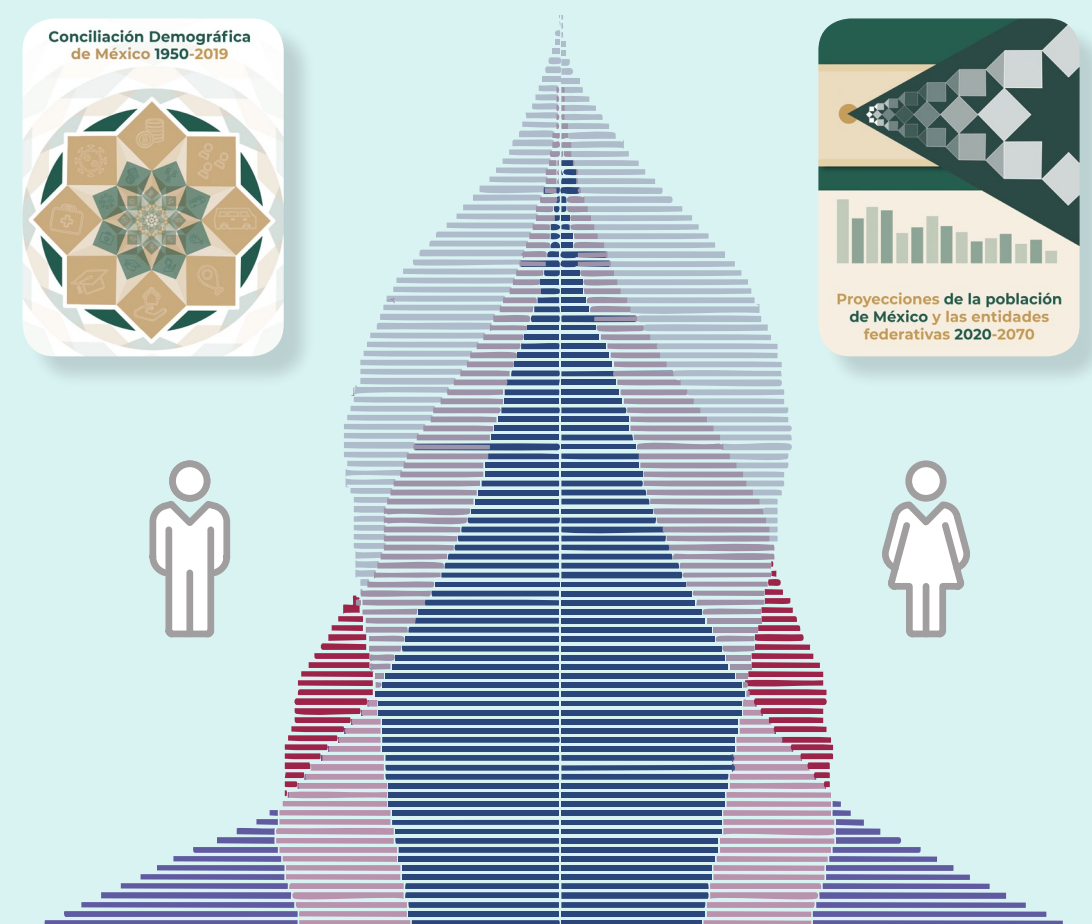 Conciliación Demográfica
de México 1950-2019
Proyecciones de la población
de México y las entidades
federativas 2020-2070